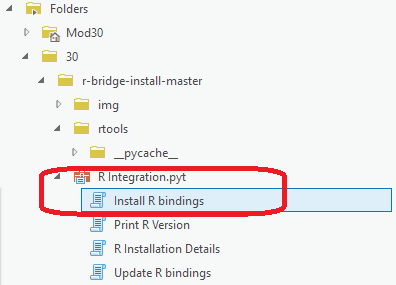 Folders
Mod30
30
r-bridge-install-master
img
rtools
__pycache__
R Integration.pyt
Install R bindings
Print R Version
R Installation Details
Update R bindings